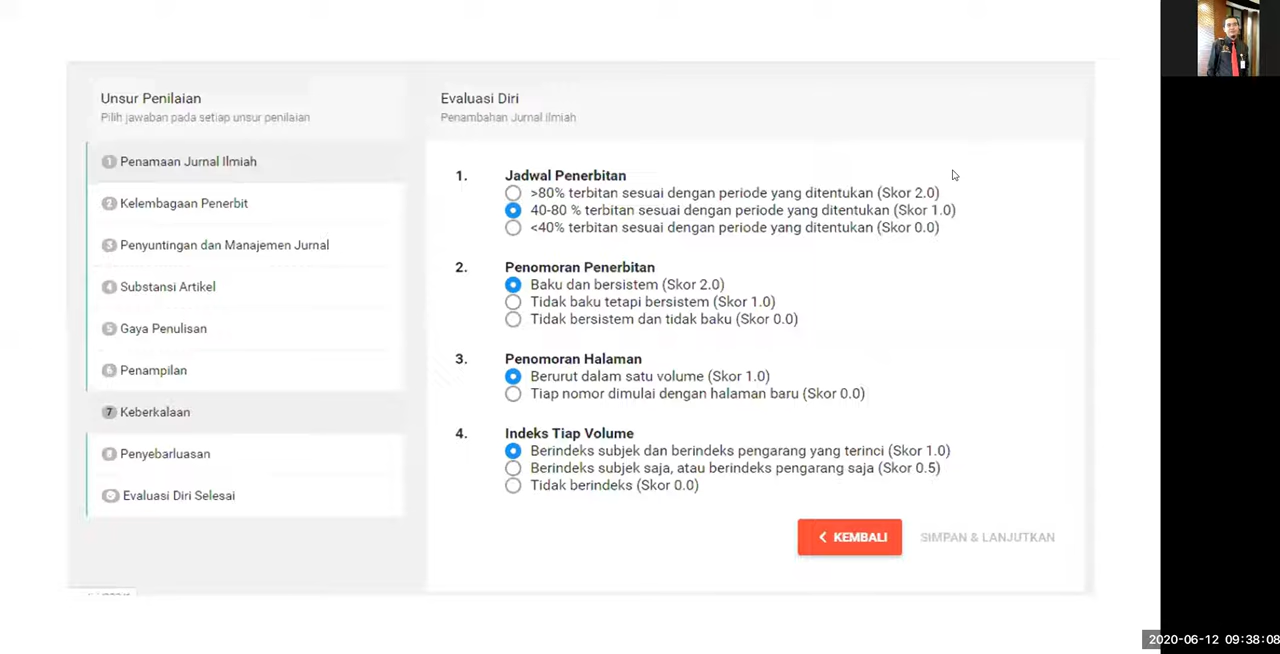 Unsur Penilaian
Pilih jawaban pada setiap unsur penilaian
1 Penamaan Jurnal Ilmiah
2 Kelembagaan Penerbit
3 Penyuntingan dan Manajemen Jurnal
4 Substansi Artikel
5 Gaya Penulisan
6 Penampilan
7 Keberkalaan
8 Penyebarluasan
Evaluasi Diri Selesai
Evaluasi Diri
Penambahan Jurnal Ilmiah
1. Jadwal Penerbitan
>80% terbitan sesuai dengan periode yang ditentukan (Skor 2.0)
40-80 % terbitan sesuai dengan periode yang ditentukan (Skor 1.0)
<40% terbitan sesuai dengan periode yang ditentukan (Skor 0.0)
2. Penomoran Penerbitan
Baku dan bersistem (Skor 2.0)
Tidak baku tetapi bersistem (Skor 1.0)
Tidak bersistem dan tidak baku (Skor 0.0)
3. Penomoran Halaman
Berurut dalam satu volume (Skor 1.0)
Tiap nomor dimulai dengan halaman baru (Skor 0.0)
4. Indeks Tiap Volume
Berindeks subjek dan berindeks pengarang yang terinci (Skor 1.0)
Berindeks subjek saja, atau berindeks pengarang saja (Skor 0.5)
Tidak berindeks (Skor 0.0)
KEMBALI
SIMPAN & LANJUTKAN
2020-06-12 09:38:08